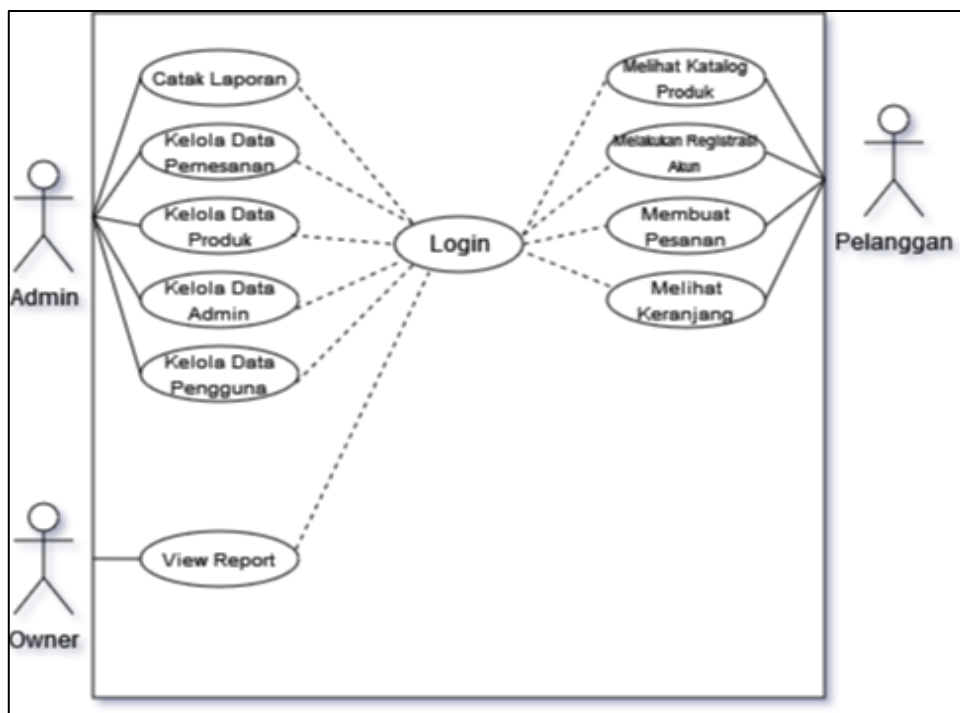 Catak Laporan
Kelola Data
Pemesanan
Kelola Data
Produk
Kelola Data
Admin
Kelola Data
Pengguna
View Report
Login
Melihat Katalog
Produk
Melakukan Registrasi
Akun
Membuat
Pesanan
Melihat
Keranjang
Admin
Owner
Pelanggan